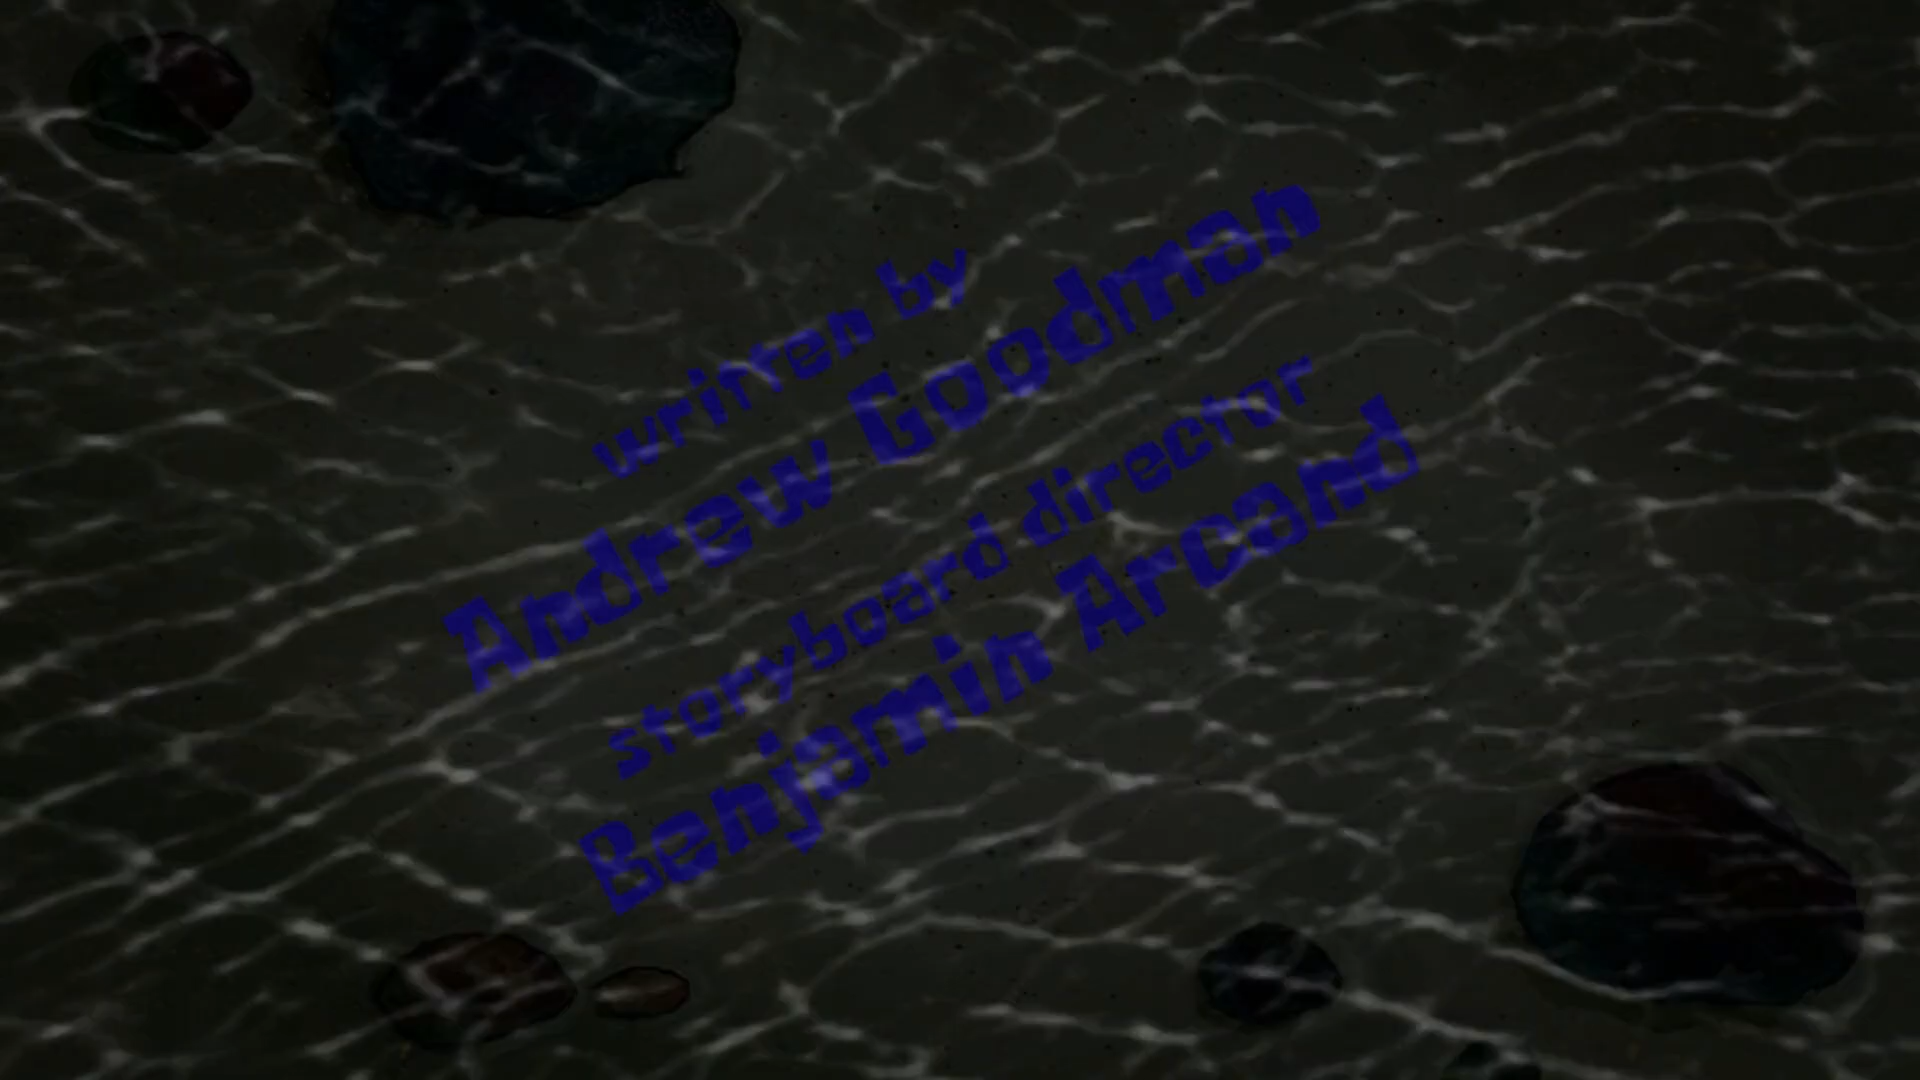 written by
Andrew Goodman
storyboard director
Benjamin Arcand